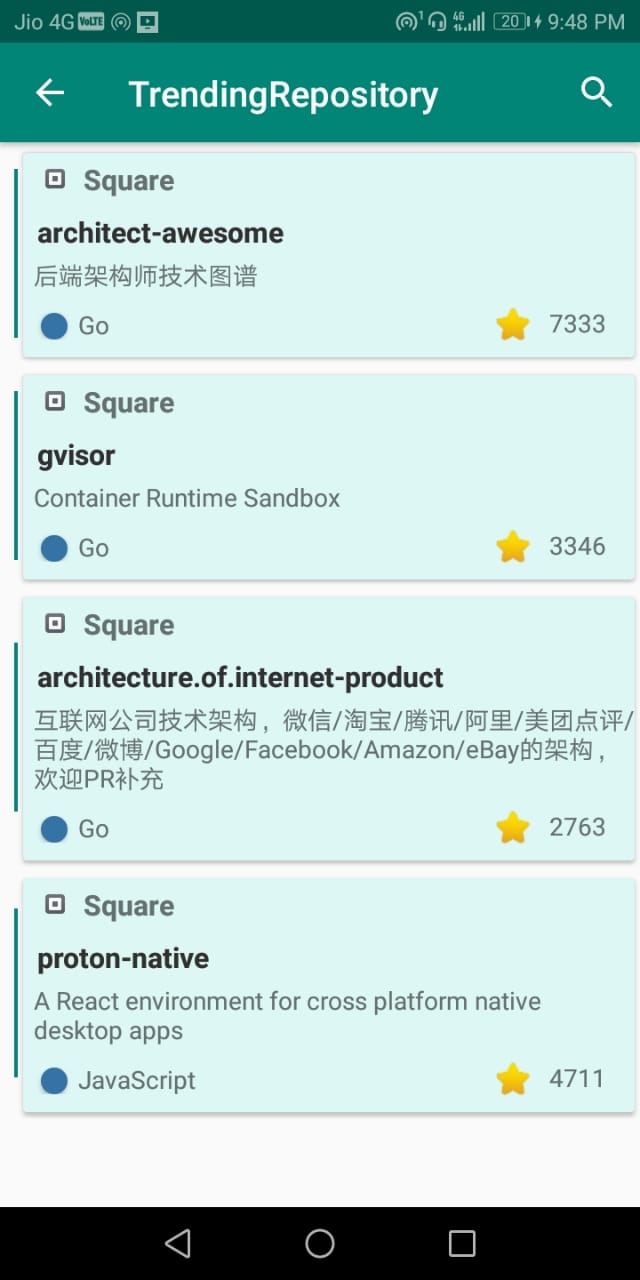 Jio 4G VoLTE 1 4G 20 9:48 PM
TrendingRepository
Square
architect-awesome
后端架构师技术图谱
Go 7333
Square
gvisor
Container Runtime Sandbox
Go 3346
Square
architecture.of.internet-product
互联网公司技术架构，微信/淘宝/腾讯/阿里/美团点评/
百度/微博/Google/Facebook/Amazon/eBay的架构，
欢迎PR补充
Go 2763
Square
proton-native
A React environment for cross platform native
desktop apps
JavaScript 4711